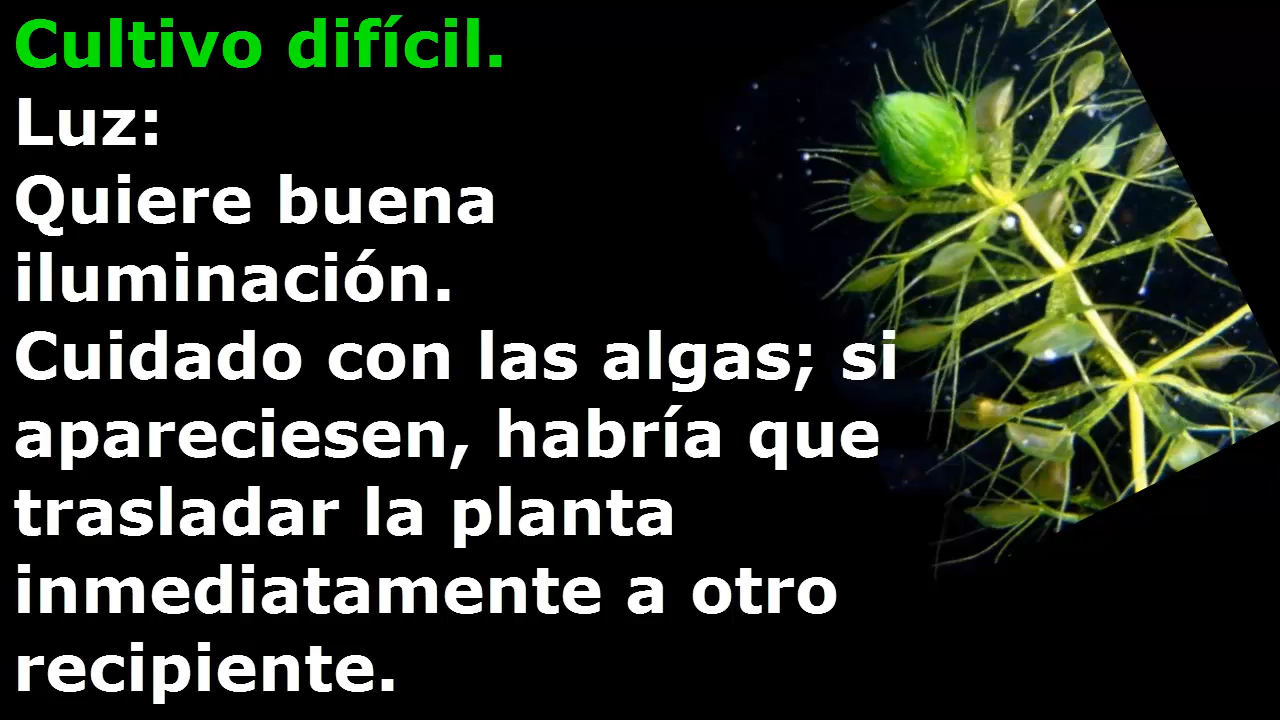 Cultivo difícil.
Luz:
Quiere buena
iluminación.
Cuidado con las algas; si
apareciesen, habría que
trasladar la planta
inmediatamente a otro
recipiente.